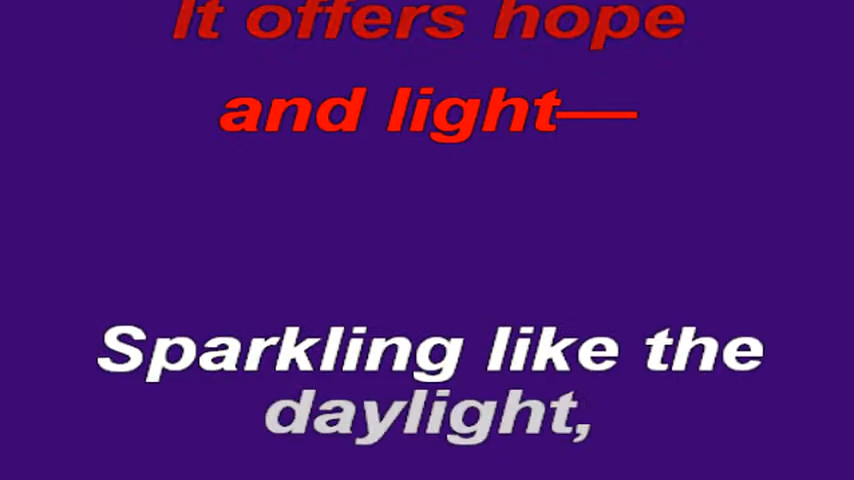 It offers hope
and light—
Sparkling like the
daylight,